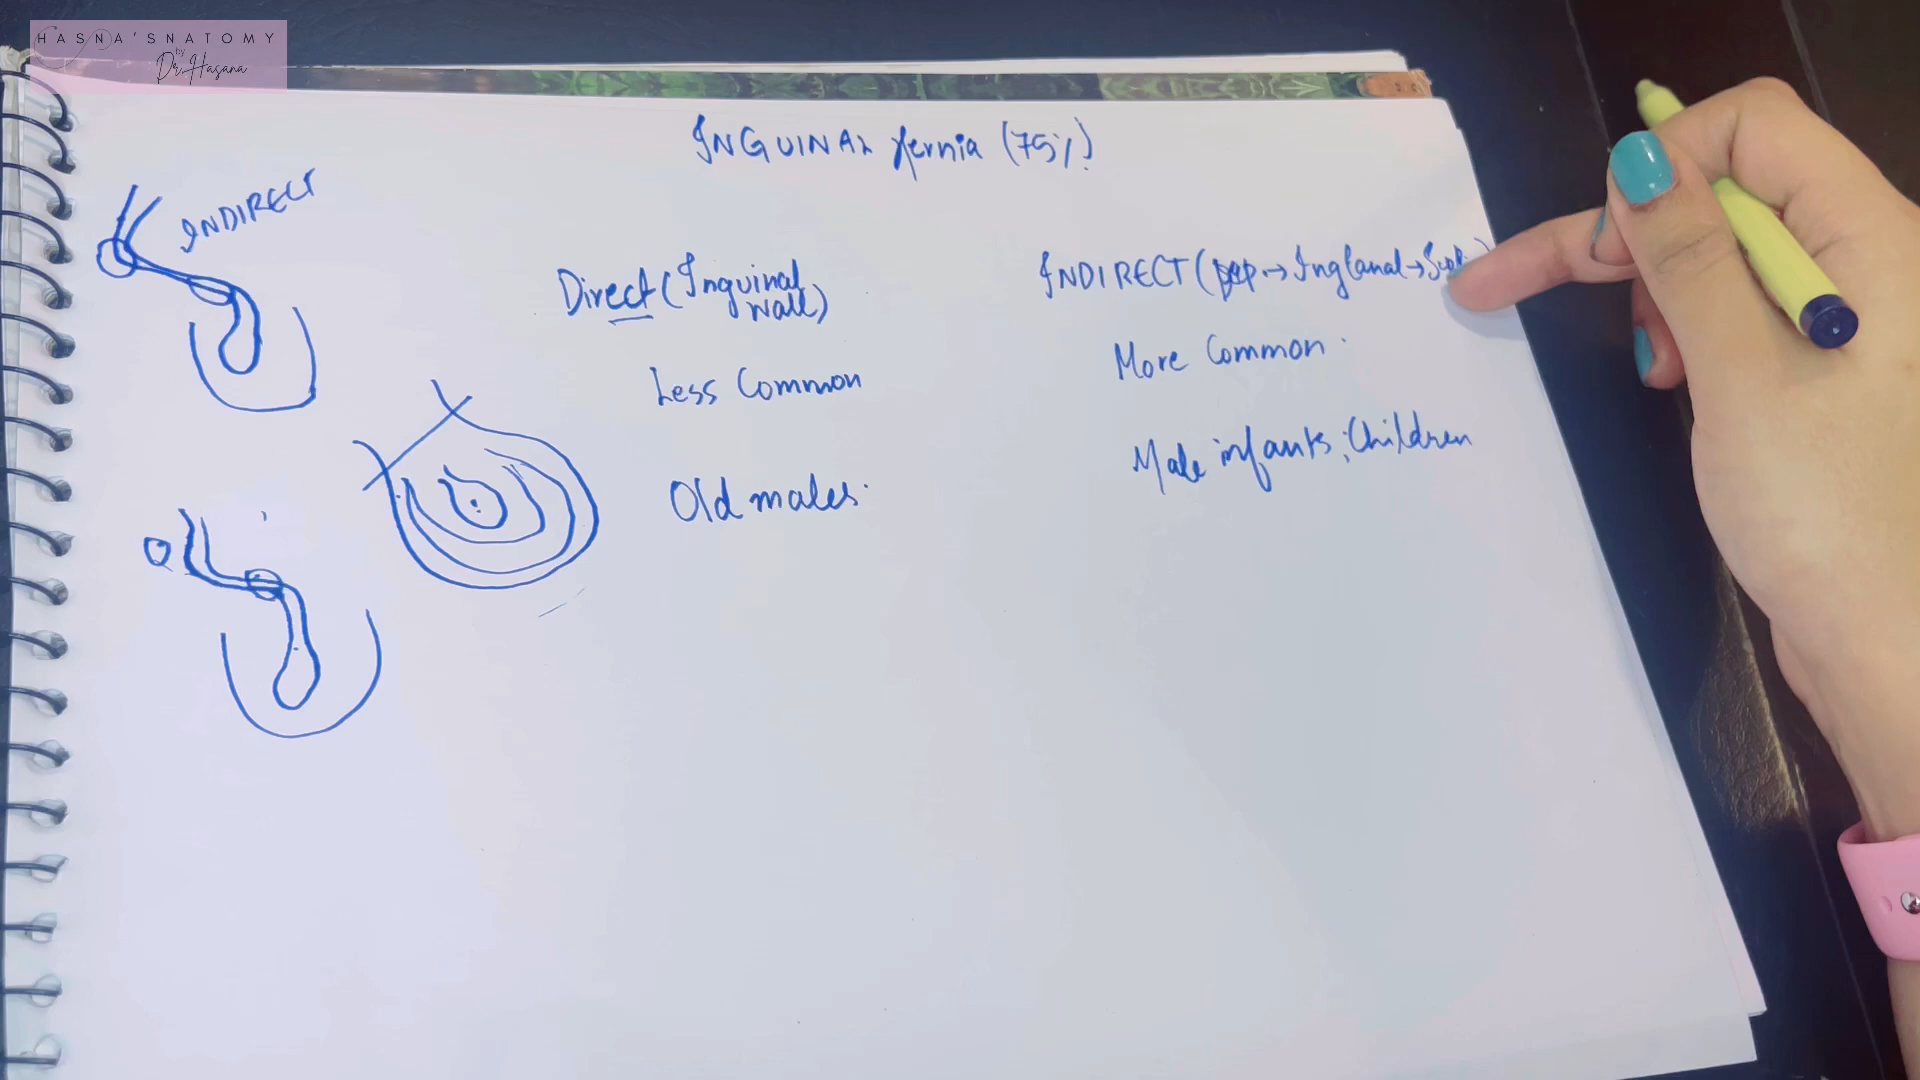 HASNA'SNATOMY
by
Dr.Hasana
INGUINAL Hernia (75%)
INDIRECT
Direct (Inguinal
wall)
INDIRECT (Dep → Ing Canal →
Less Common
More Common
Old males
Male infants, Children